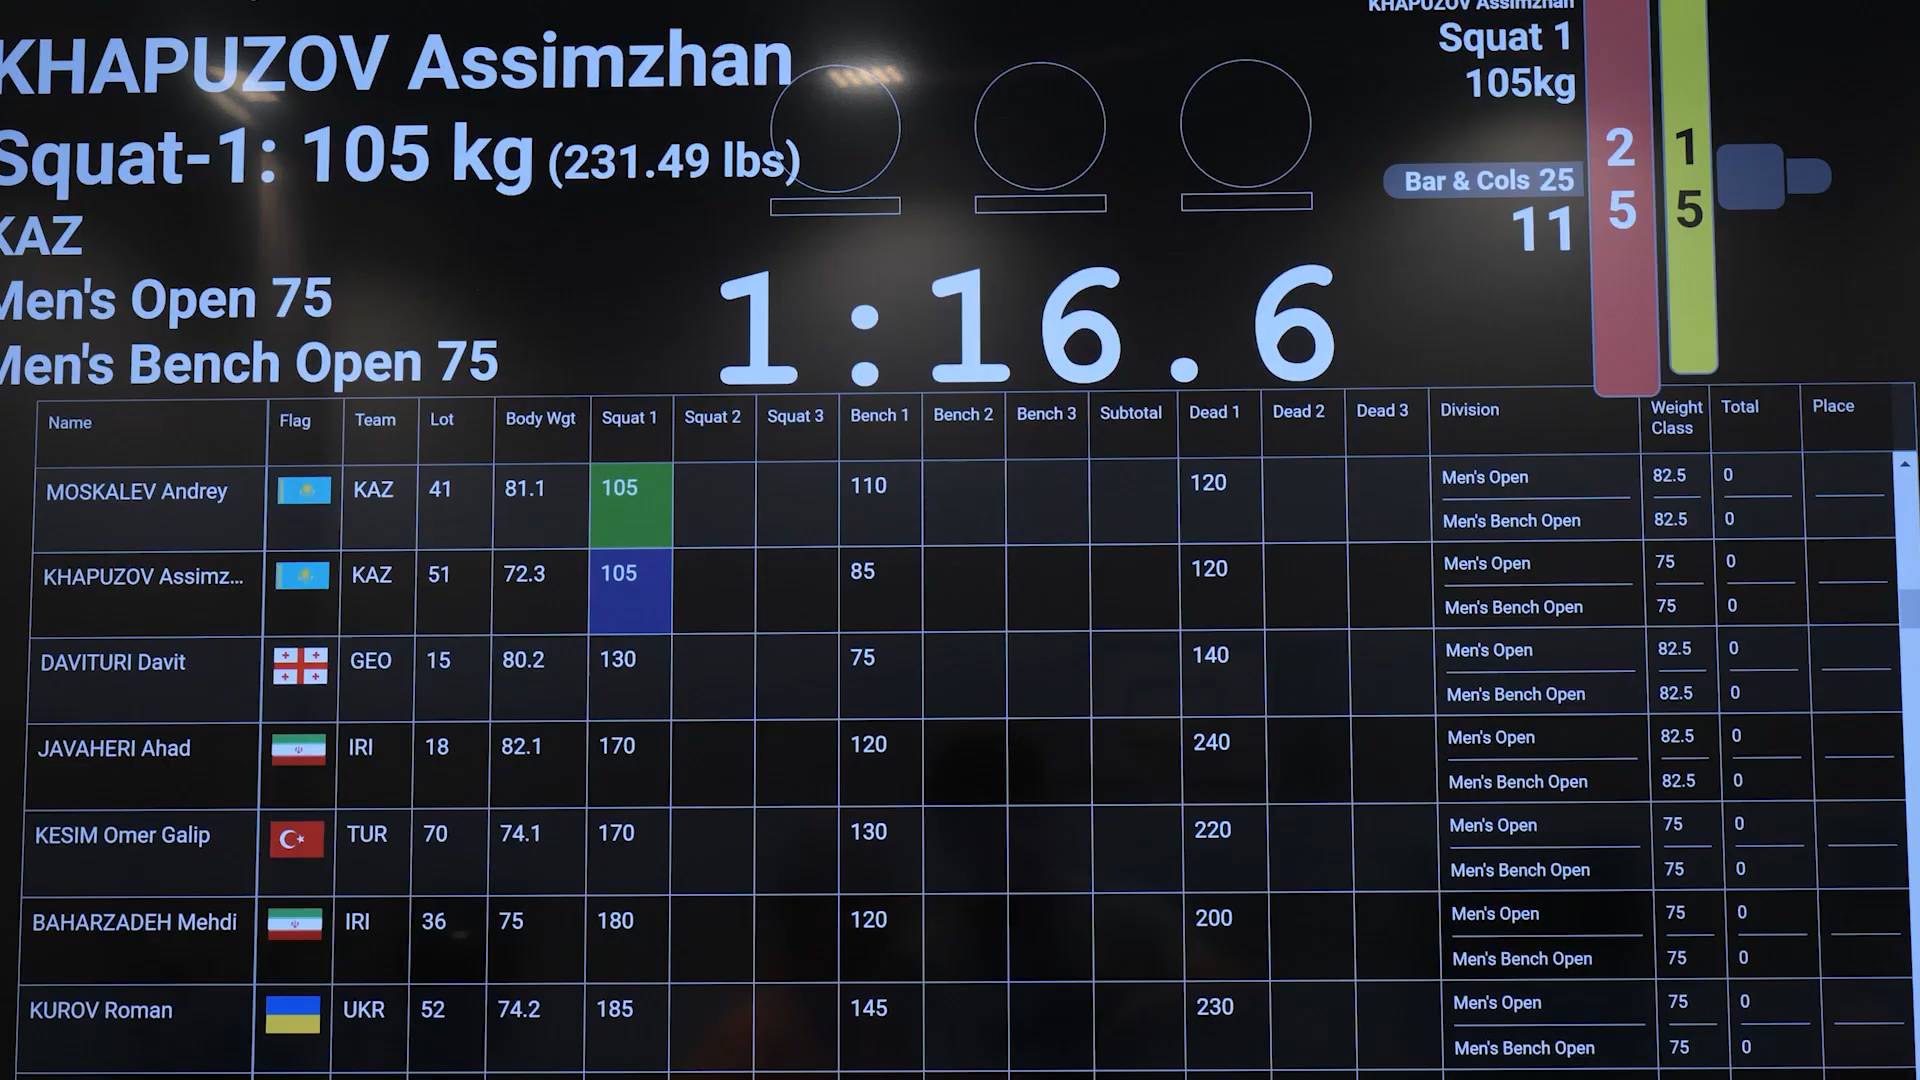 KHAPUZOV Assimzhan
Squat-1: 105 kg (231.49 lbs)
KAZ
Men's Open 75
Men's Bench Open 75
1:16.6
KHAPUZOV Assimzhan
Squat 1
105kg
Bar & Cols 25
11
25
15
Name Flag Team Lot Body Wgt Squat 1 Squat 2 Squat 3 Bench 1 Bench 2 Bench 3 Subtotal Dead 1 Dead 2 Dead 3 Division Weight Class Total Place
MOSKALEV Andrey KAZ 41 81.1 105 110 120 Men's Open 82.5 0
Men's Bench Open 82.5 0
KHAPUZOV Assimz... KAZ 51 72.3 105 85 120 Men's Open 75 0
Men's Bench Open 75 0
DAVITURI Davit GEO 15 80.2 130 75 140 Men's Open 82.5 0
Men's Bench Open 82.5 0
JAVAHERI Ahad IRI 18 82.1 170 120 240 Men's Open 82.5 0
Men's Bench Open 82.5 0
KESIM Omer Galip TUR 70 74.1 170 130 220 Men's Open 75 0
Men's Bench Open 75 0
BAHARZADEH Mehdi IRI 36 75 180 120 200 Men's Open 75 0
Men's Bench Open 75 0
KUROV Roman UKR 52 74.2 185 145 230 Men's Open 75 0
Men's Bench Open 75 0